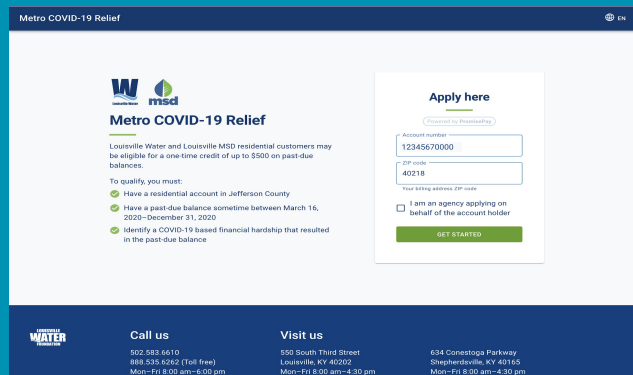 Metro COVID-19 Relief
EN
Louisville Water
msd
Metro COVID-19 Relief
Louisville Water and Louisville MSD residential customers may
be eligible for a one-time credit of up to $500 on past-due
balances.
To qualify, you must:
Have a residential account in Jefferson County
Have a past-due balance sometime between March 16,
2020–December 31, 2020
Identify a COVID-19 based financial hardship that resulted
in the past-due balance
Apply here
Powered by PromisePay
Account number
12345670000
ZIP code
40218
Your billing address ZIP code
I am an agency applying on
behalf of the account holder
GET STARTED
LOUISVILLE
WATER
FOUNDATION
Call us
502.583.6610
888.535.6262 (Toll free)
Mon–Fri 8:00 am–6:00 pm
Visit us
550 South Third Street
Louisville, KY 40202
Mon–Fri 8:00 am–4:30 pm
634 Conestoga Parkway
Shepherdsville, KY 40165
Mon–Fri 8:00 am–4:30 pm